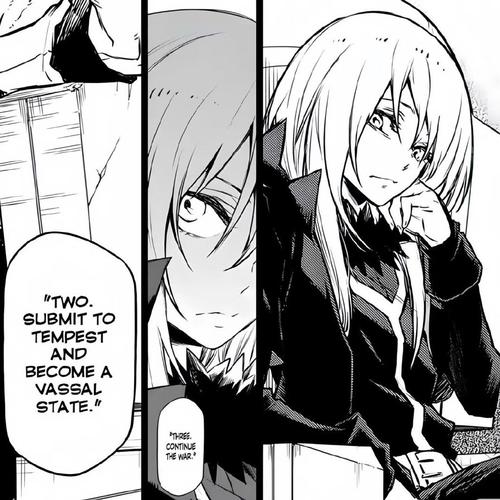 "TWO.
SUBMIT TO
TEMPEST
AND
BECOME A
VASSAL
STATE."
"THREE.
CONTINUE
THE WAR."